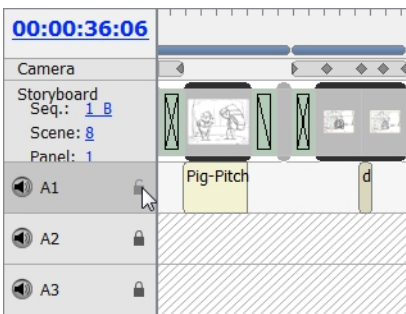 00:00:36:06
Camera
Storyboard
Seq.: 1_B
Scene: 8
Panel: 1
A1
Pig-Pitch
d
A2
A3